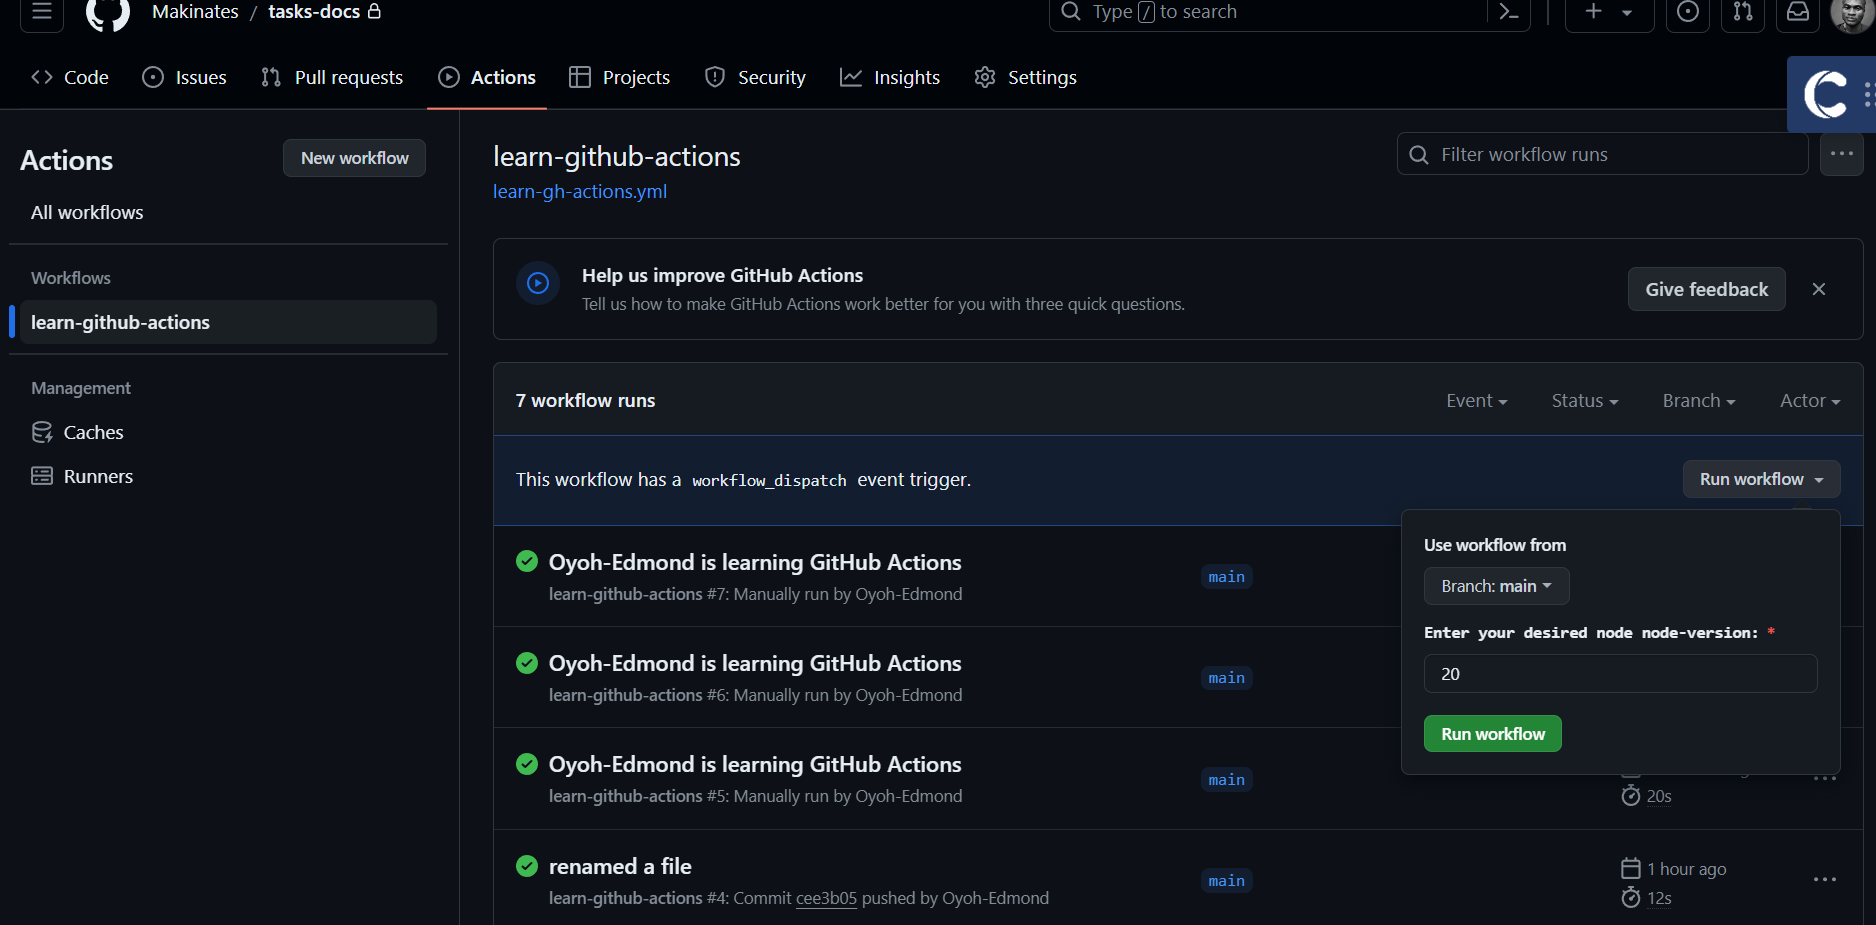 Makinates / tasks-docs
Type / to search
Code
Issues
Pull requests
Actions
Projects
Security
Insights
Settings
Actions
New workflow
All workflows
Workflows
learn-github-actions
Management
Caches
Runners
learn-github-actions
learn-gh-actions.yml
Filter workflow runs
Help us improve GitHub Actions
Tell us how to make GitHub Actions work better for you with three quick questions.
Give feedback
7 workflow runs
Event
Status
Branch
Actor
This workflow has a workflow_dispatch event trigger.
Run workflow
Use workflow from
Branch: main
Enter your desired node node-version: *
20
Run workflow
Oyoh-Edmond is learning GitHub Actions
learn-github-actions #7: Manually run by Oyoh-Edmond
main
Oyoh-Edmond is learning GitHub Actions
learn-github-actions #6: Manually run by Oyoh-Edmond
main
Oyoh-Edmond is learning GitHub Actions
learn-github-actions #5: Manually run by Oyoh-Edmond
main
20s
renamed a file
learn-github-actions #4: Commit cee3b05 pushed by Oyoh-Edmond
main
1 hour ago
12s